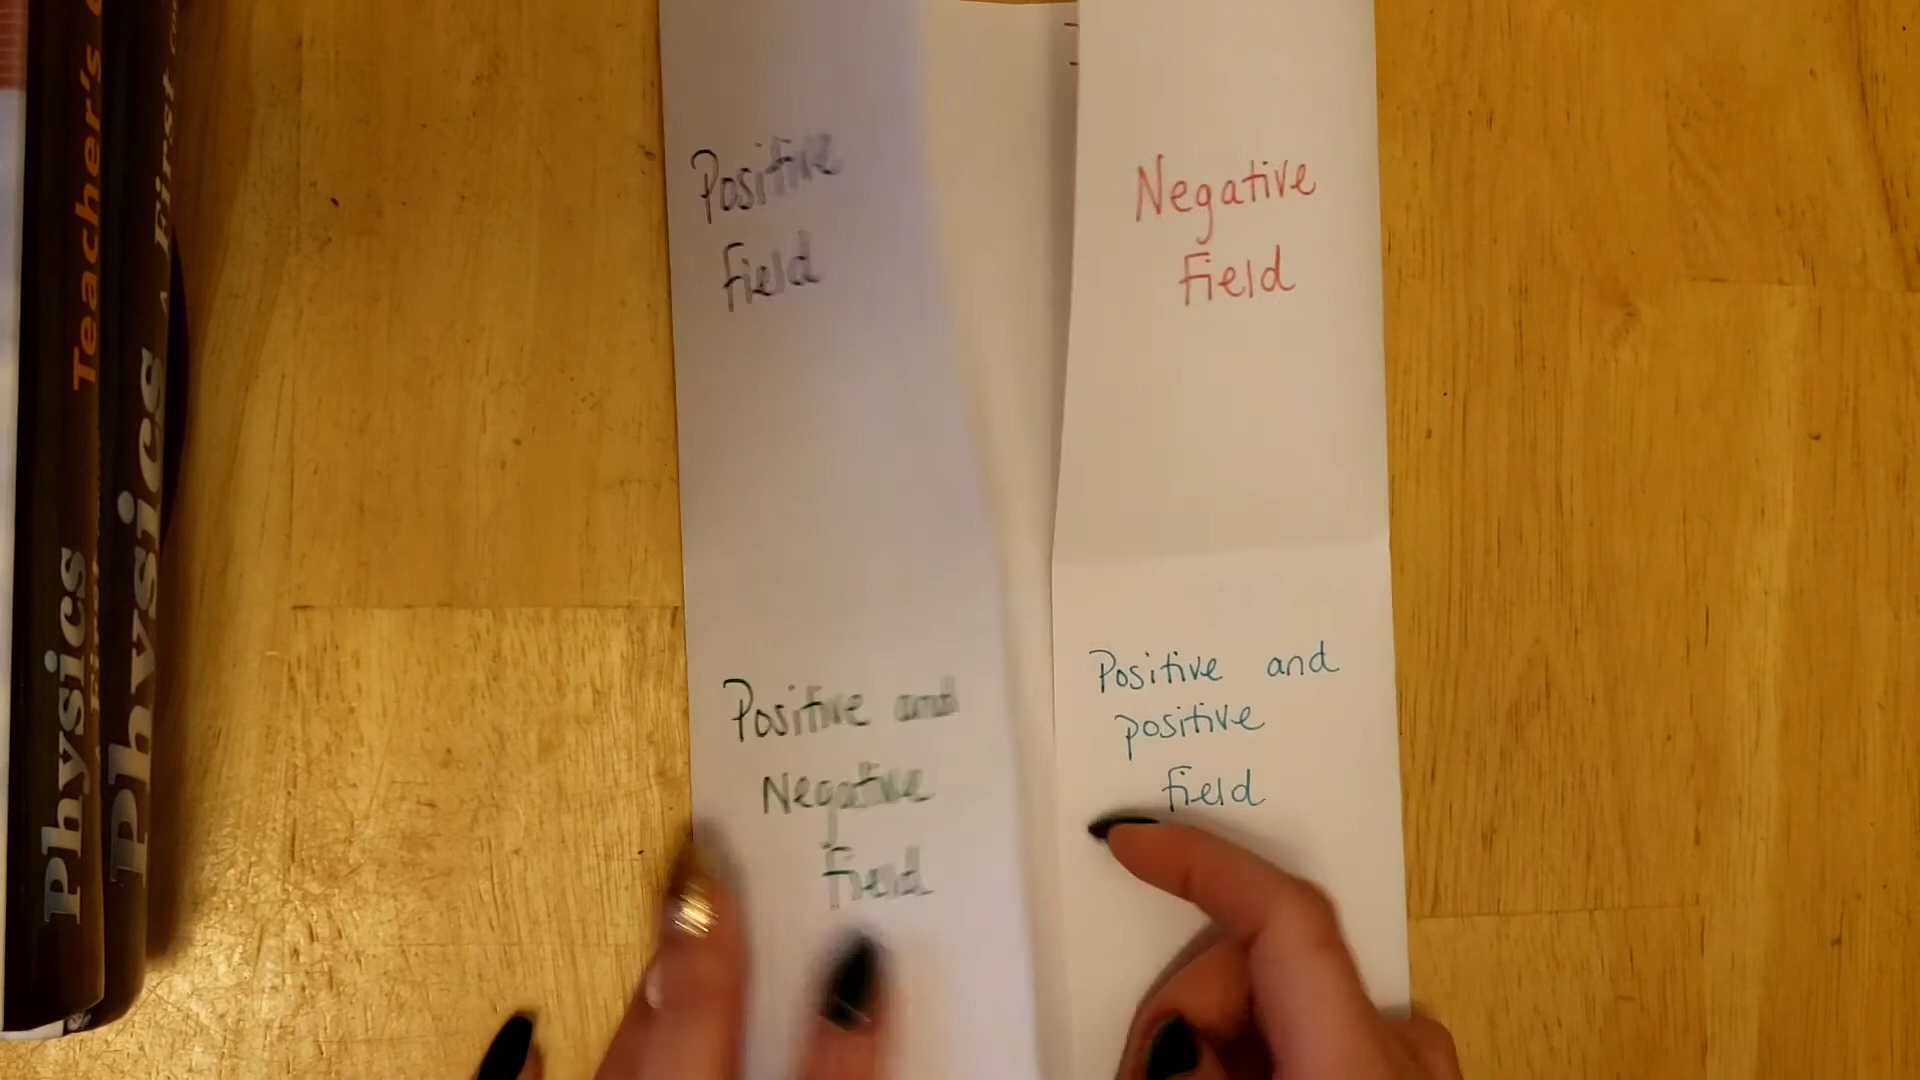 Positive
Field
Negative
Field
Positive and
Negative
Field
Positive and
positive
field
Physics
Teacher's
Physics
A First